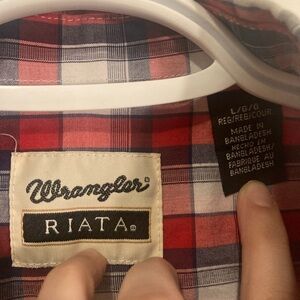 Wrangler®
RIATA®
L/G/G
REG/REG/COUR
MADE IN
BANGLADESH
HECHO EN
BANGLADESH/
FABRIQUE AU
BANGLADESH